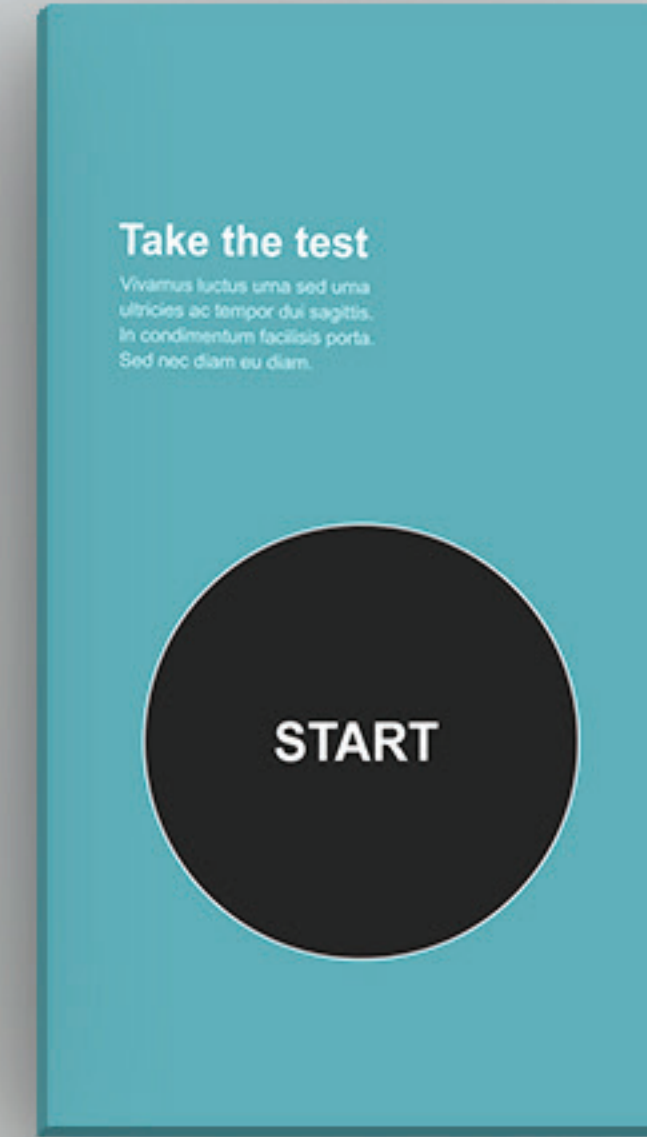 Take the test
Vivamus luctus urna sed urna
ultricies ac tempor dui sagittis.
In condimentum facilisis porta.
Sed nec diam eu diam.
START